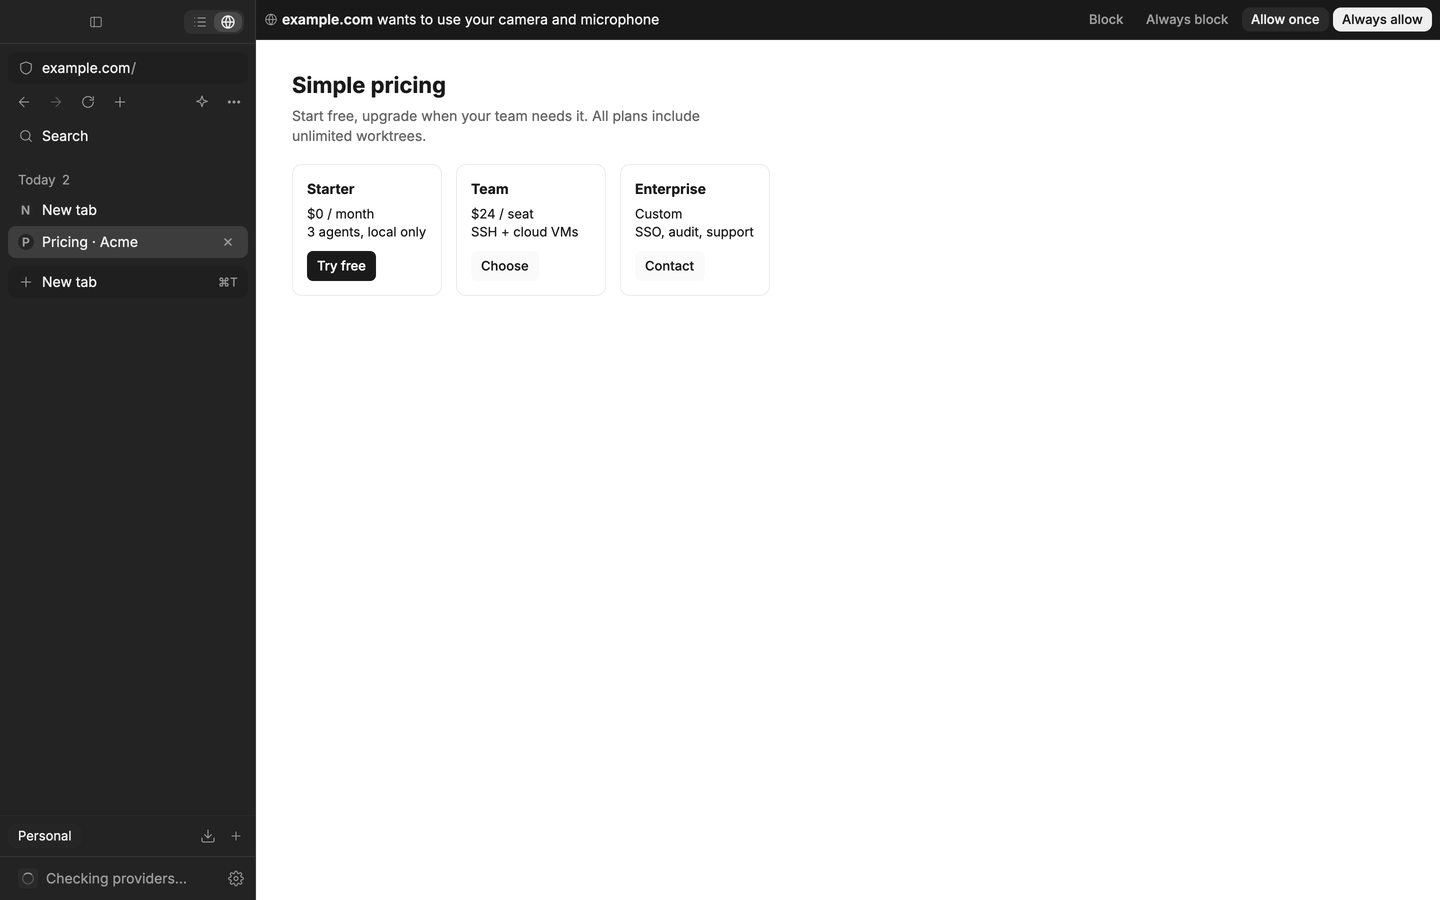 example.com/
Search
Today 2
N New tab
P Pricing · Acme
New tab ⌘T
Personal
Checking providers...
example.com wants to use your camera and microphone
Block
Always block
Allow once
Always allow
Simple pricing
Start free, upgrade when your team needs it. All plans include
unlimited worktrees.
Starter
$0 / month
3 agents, local only
Try free
Team
$24 / seat
SSH + cloud VMs
Choose
Enterprise
Custom
SSO, audit, support
Contact